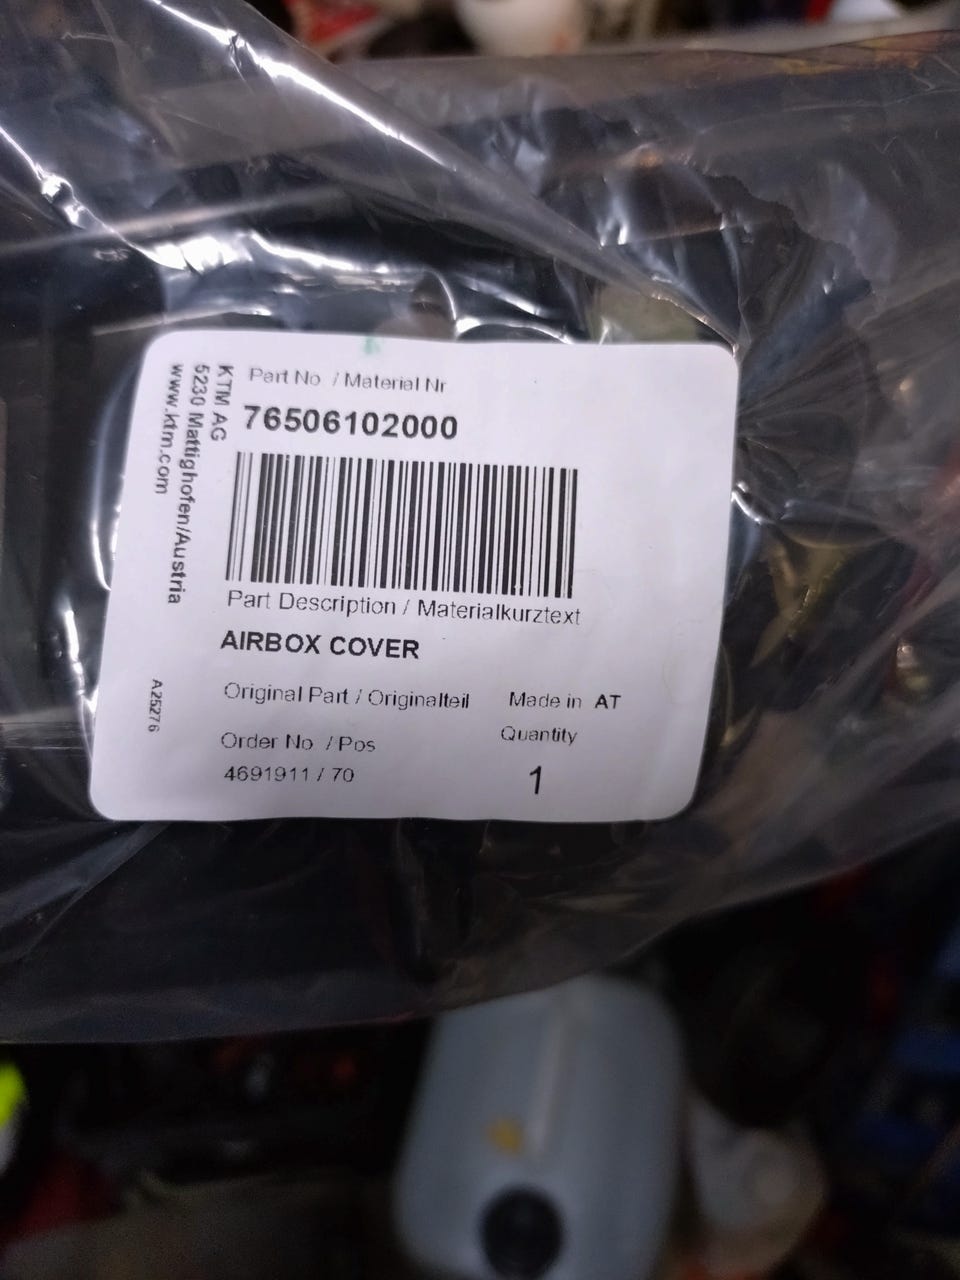 Part No / Material Nr
76506102000
Part Description / Materialkurztext
AIRBOX COVER
Original Part / Originalteil Made in AT
Order No / Pos Quantity
4691911 / 70 1
KTM AG
5230 Mattighofen/Austria
www.ktm.com
A25276